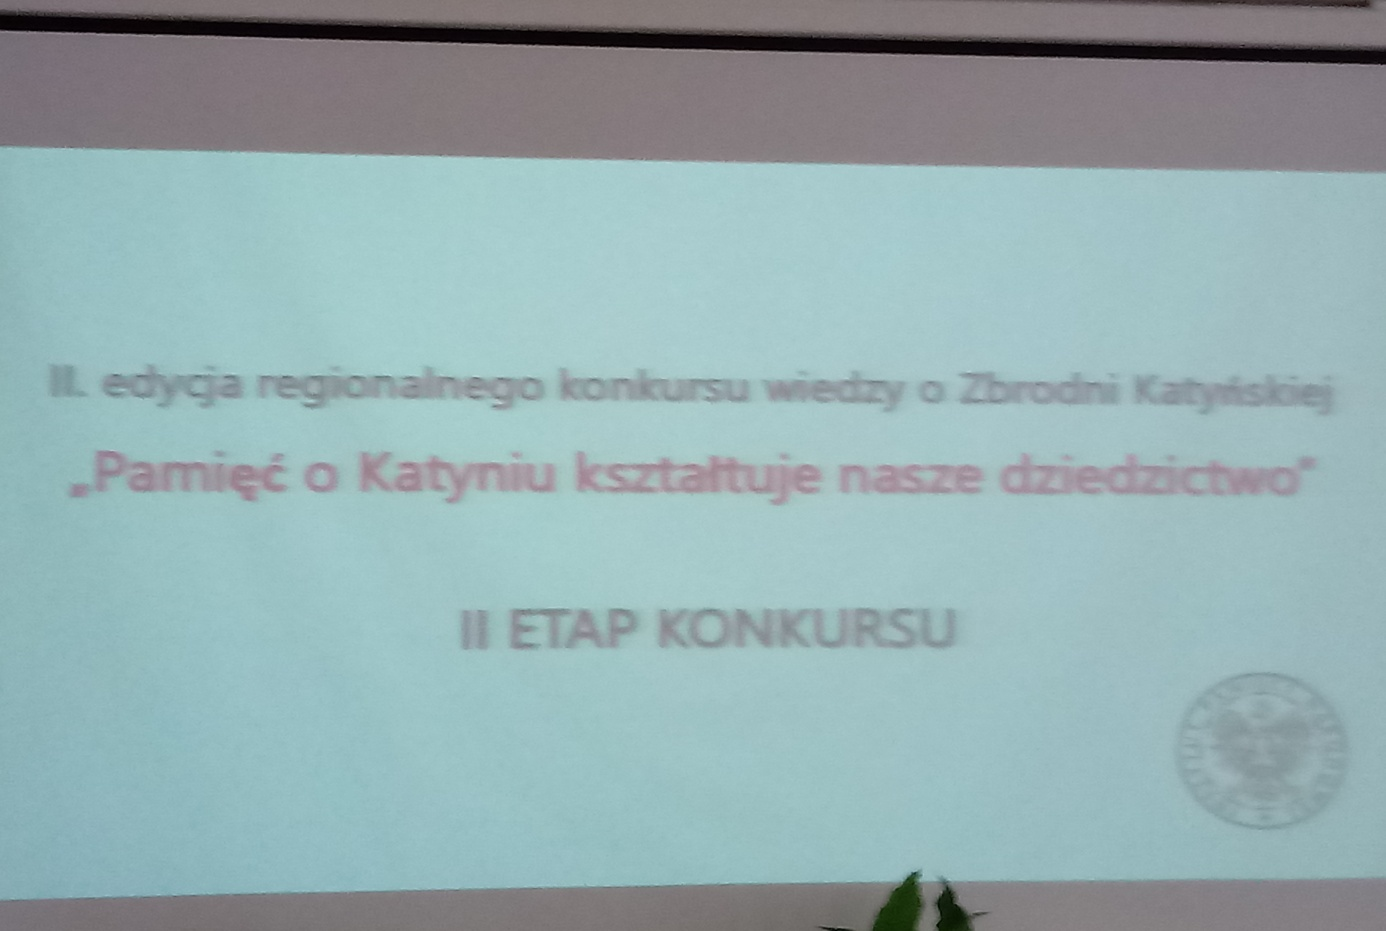 II. edycja regionalnego konkursu wiedzy o Zbrodni Katyńskiej
„Pamięć o Katyniu kształtuje nasze dziedzictwo”
II ETAP KONKURSU